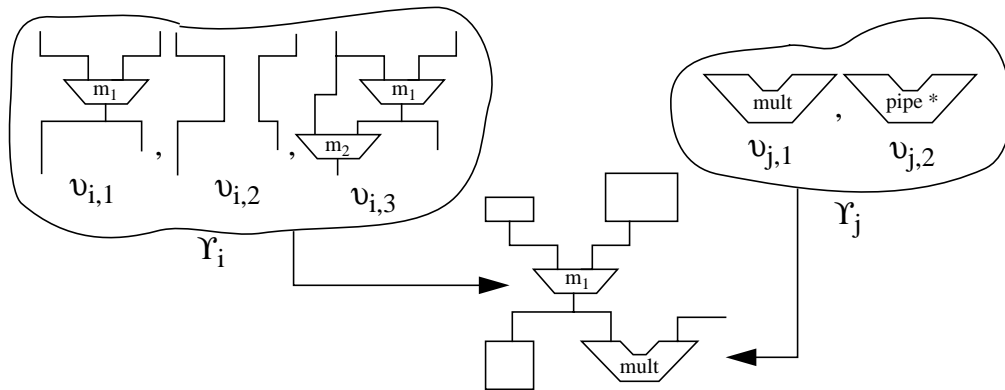 m1 m1 mult , pipe *
, , m2
υi,1 υi,2 υi,3 υj,1 υj,2
ϒi ϒj
m1
mult